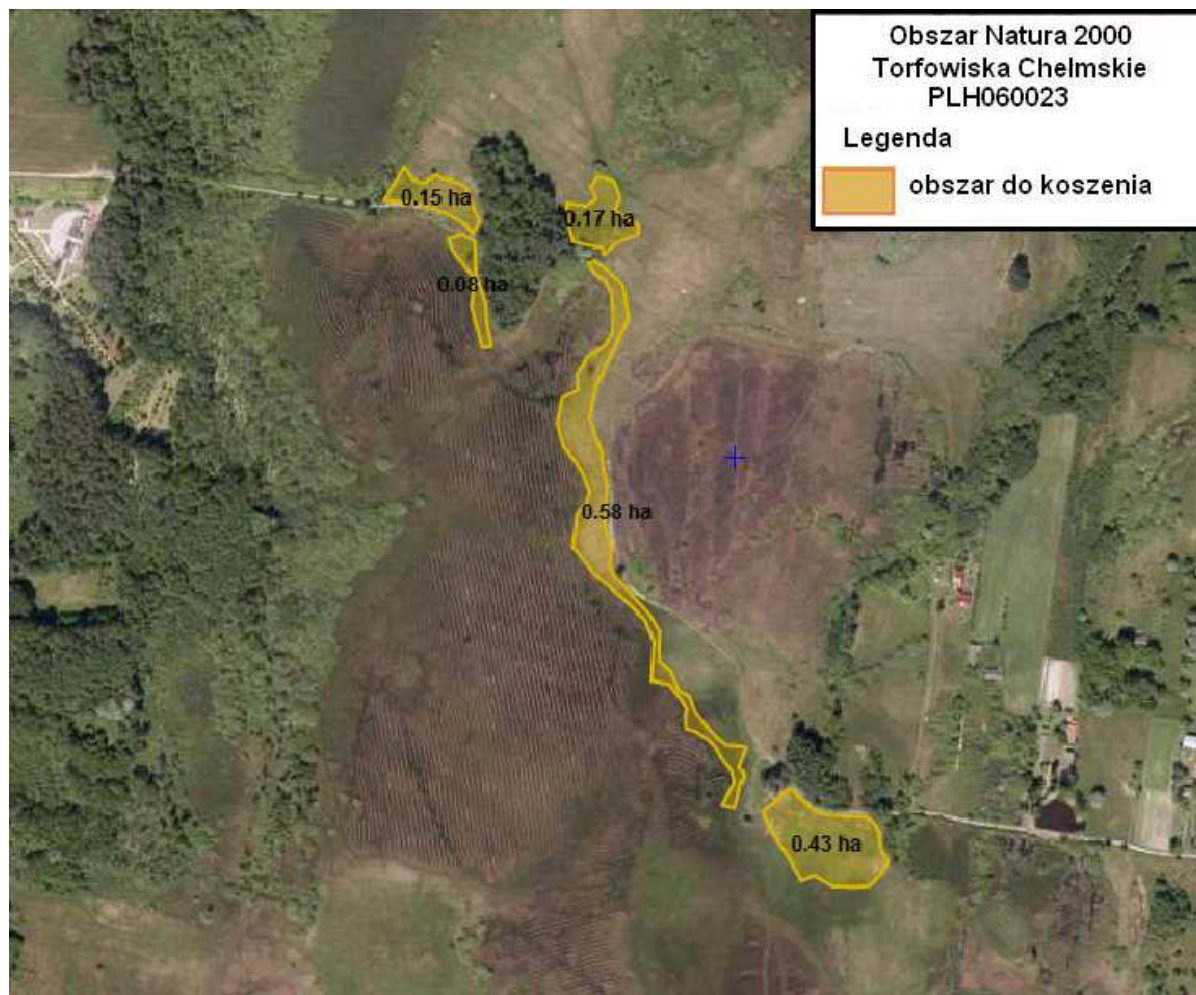 Obszar Natura 2000
Torfowiska Chelmskie
PLH060023
Legenda
obszar do koszenia
0.15 ha
0.17 ha
0.08 ha
0.58 ha
0.43 ha